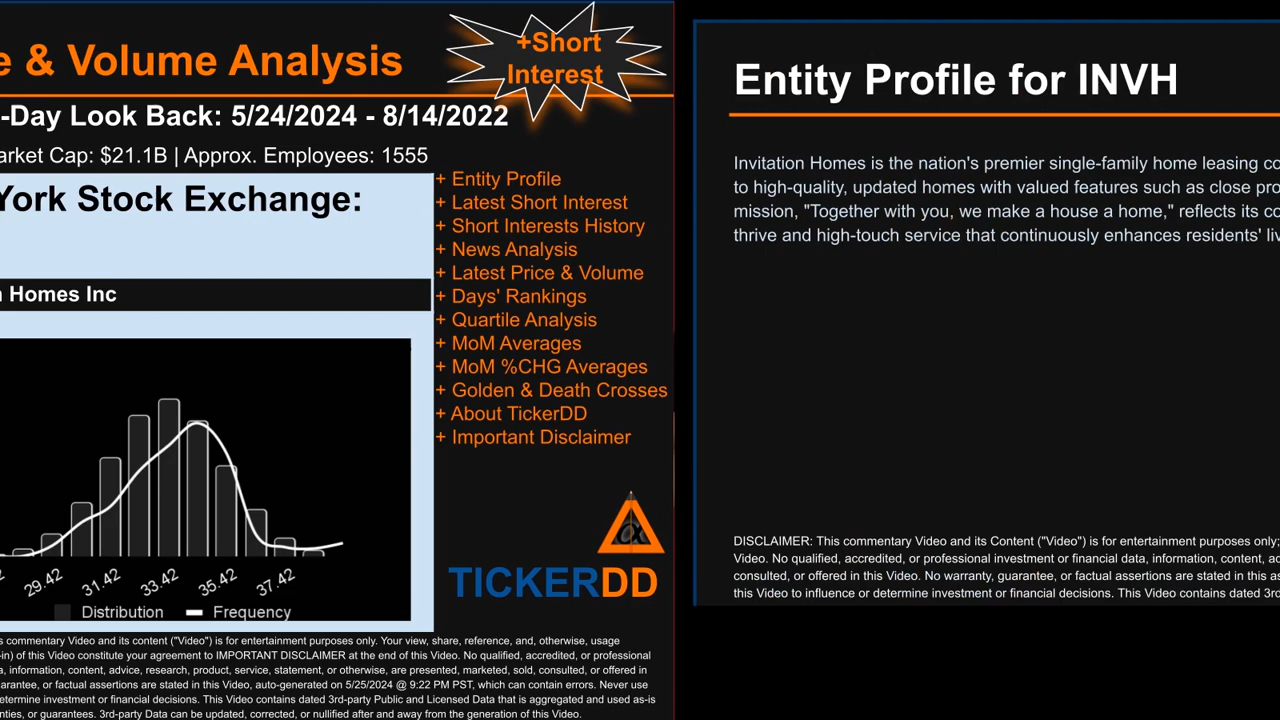 e & Volume Analysis
+Short
Interest
-Day Look Back: 5/24/2024 - 8/14/2022
arket Cap: $21.1B | Approx. Employees: 1555
York Stock Exchange:
n Homes Inc
29.42
31.42
33.42
35.42
37.42
Distribution
Frequency
+ Entity Profile
+ Latest Short Interest
+ Short Interests History
+ News Analysis
+ Latest Price & Volume
+ Days' Rankings
+ Quartile Analysis
+ MoM Averages
+ MoM %CHG Averages
+ Golden & Death Crosses
+ About TickerDD
+ Important Disclaimer
TICKERDD
s commentary Video and its content ("Video") is for entertainment purposes only. Your view, share, reference, and, otherwise, usage
-in) of this Video constitute your agreement to IMPORTANT DISCLAIMER at the end of this Video. No qualified, accredited, or professional
a, information, content, advice, research, product, service, statement, or otherwise, are presented, marketed, sold, consulted, or offered in
arantee, or factual assertions are stated in this Video, auto-generated on 5/25/2024 @ 9:22 PM PST, which can contain errors. Never use
etermine investment or financial decisions. This Video contains dated 3rd-party Public and Licensed Data that is aggregated and used as-is
nties, or guarantees. 3rd-party Data can be updated, corrected, or nullified after and away from the generation of this Video.
Entity Profile for INVH
Invitation Homes is the nation's premier single-family home leasing co
to high-quality, updated homes with valued features such as close pro
mission, "Together with you, we make a house a home," reflects its co
thrive and high-touch service that continuously enhances residents' liv
DISCLAIMER: This commentary Video and its Content ("Video") is for entertainment purposes only;
Video. No qualified, accredited, or professional investment or financial data, information, content, ad
consulted, or offered in this Video. No warranty, guarantee, or factual assertions are stated in this as
this Video to influence or determine investment or financial decisions. This Video contains dated 3rd